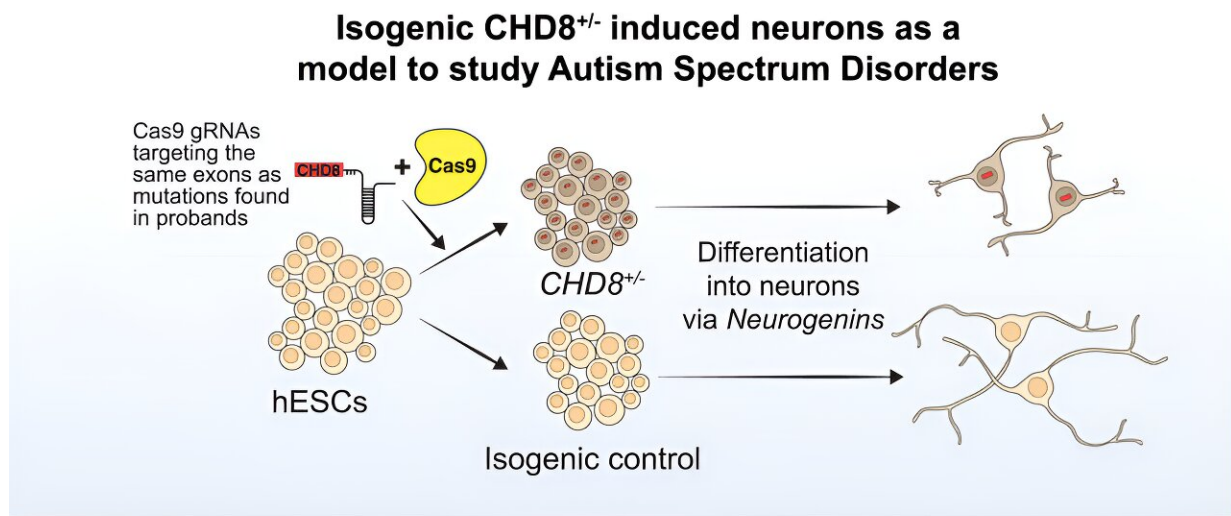 Isogenic CHD8+/- induced neurons as a
model to study Autism Spectrum Disorders
Cas9 gRNAs
targeting the
same exons as
mutations found
in probands
CHD8
+
Cas9
hESCs
CHD8+/-
Isogenic control
Differentiation
into neurons
via Neurogenins